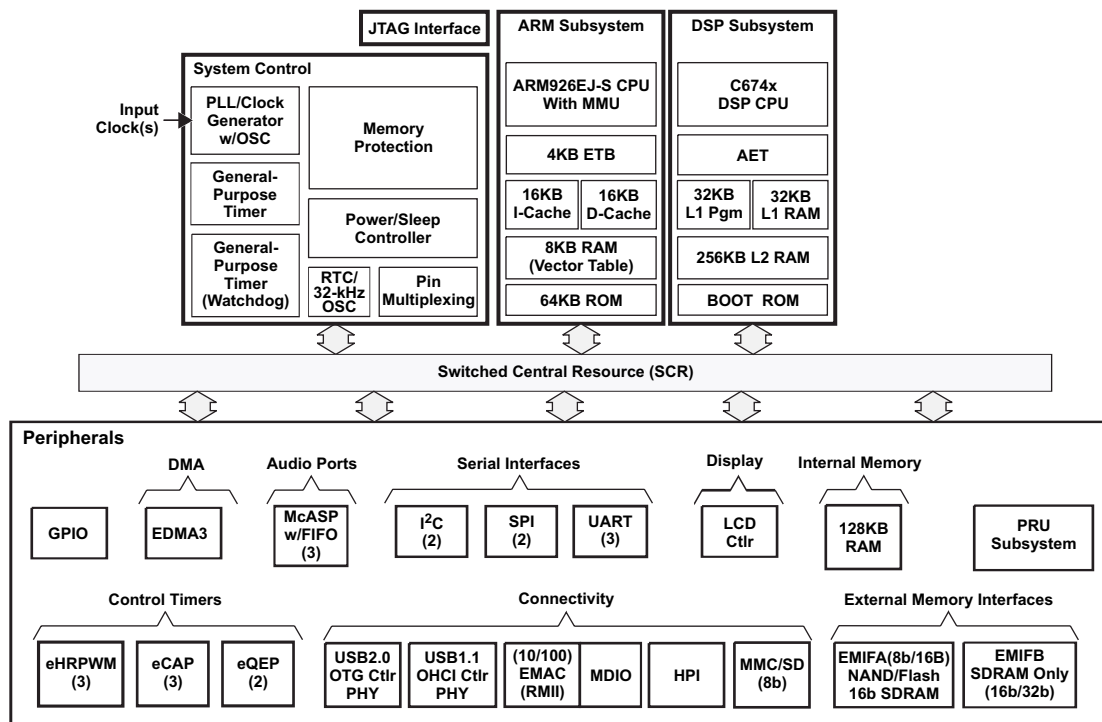 JTAG Interface
ARM Subsystem
DSP Subsystem
System Control
Input
Clock(s)
PLL/Clock
Generator
w/OSC
General-
Purpose
Timer
General-
Purpose
Timer
(Watchdog)
Memory
Protection
Power/Sleep
Controller
RTC/
32-kHz
OSC
Pin
Multiplexing
ARM926EJ-S CPU
With MMU
4KB ETB
16KB
I-Cache
16KB
D-Cache
8KB RAM
(Vector Table)
64KB ROM
C674x
DSP CPU
AET
32KB
L1 Pgm
32KB
L1 RAM
256KB L2 RAM
BOOT ROM
Switched Central Resource (SCR)
Peripherals
DMA
Audio Ports
Serial Interfaces
Display
Internal Memory
GPIO
EDMA3
McASP
w/FIFO
(3)
I²C
(2)
SPI
(2)
UART
(3)
LCD
Ctlr
128KB
RAM
PRU
Subsystem
Control Timers
Connectivity
External Memory Interfaces
eHRPWM
(3)
eCAP
(3)
eQEP
(2)
USB2.0
OTG Ctlr
PHY
USB1.1
OHCI Ctlr
PHY
(10/100)
EMAC
(RMII)
MDIO
HPI
MMC/SD
(8b)
EMIFA(8b/16B)
NAND/Flash
16b SDRAM
EMIFB
SDRAM Only
(16b/32b)